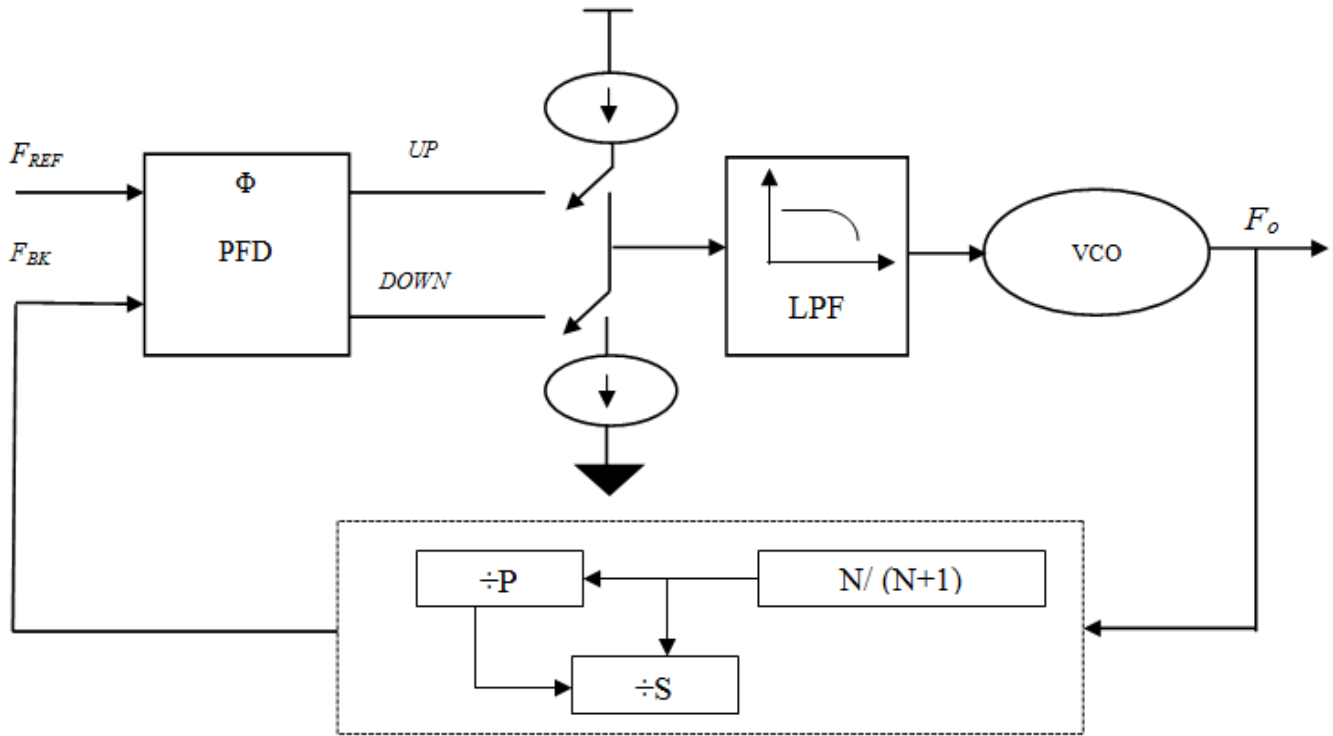 F_REF
F_BK
Φ
PFD
UP
DOWN
LPF
VCO
F_o
÷P
N/ (N+1)
÷S